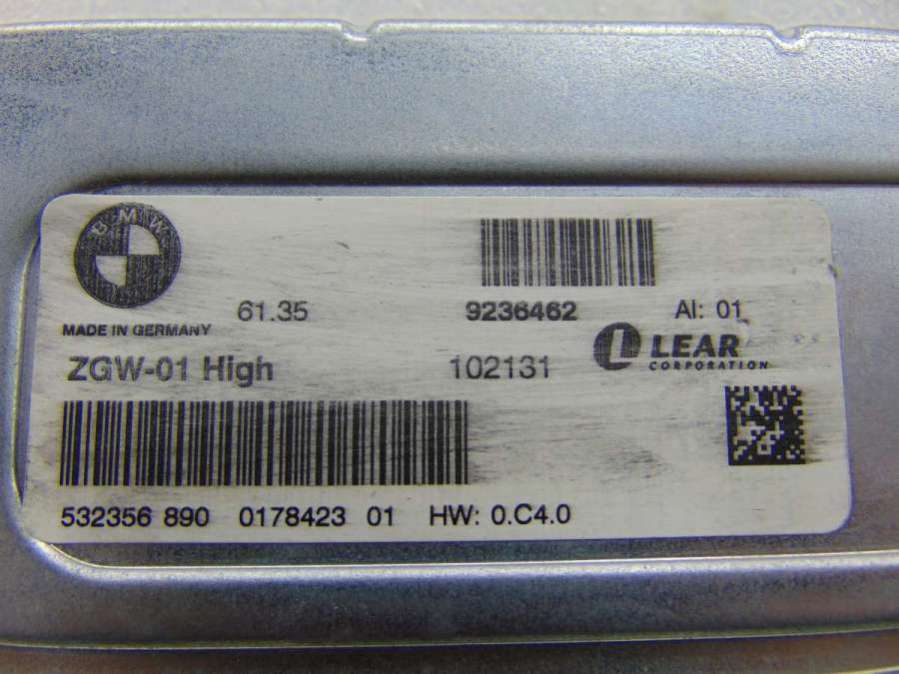 BMW
61.35 9236462 AI: 01
MADE IN GERMANY
ZGW-01 High 102131 L LEAR
CORPORATION
532356 890 0178423 01 HW: 0.C4.0